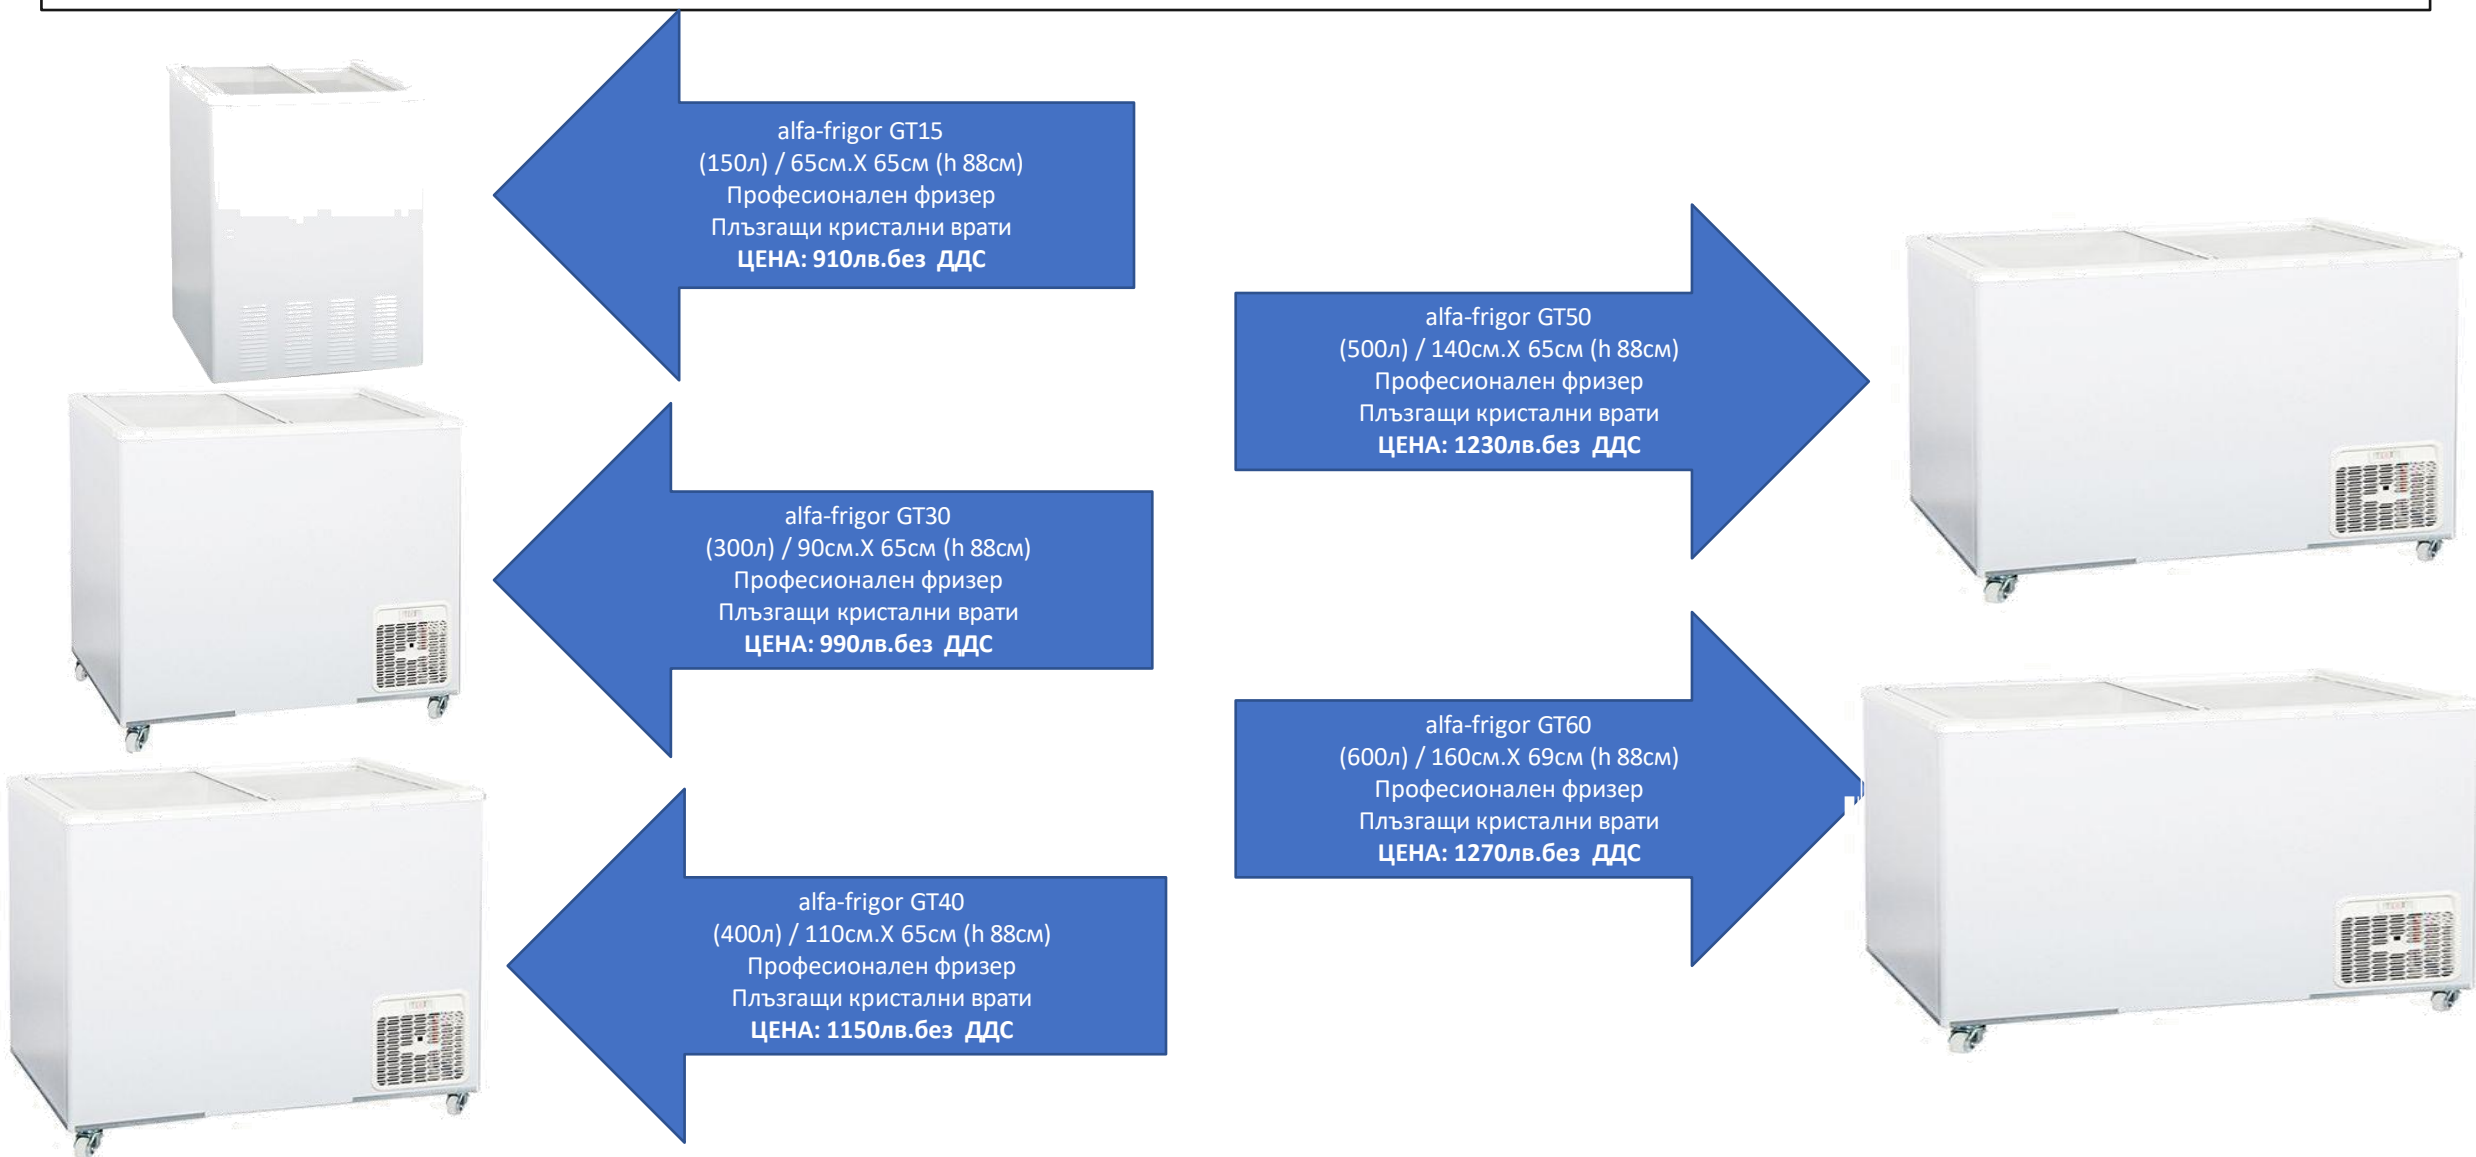 alfa-frigor GT15
(150л) / 65см.X 65см (h 88см)
Професионален фризер
Плъзгащи кристални врати
ЦЕНА: 910лв.без ДДС
alfa-frigor GT30
(300л) / 90см.X 65см (h 88см)
Професионален фризер
Плъзгащи кристални врати
ЦЕНА: 990лв.без ДДС
alfa-frigor GT40
(400л) / 110см.X 65см (h 88см)
Професионален фризер
Плъзгащи кристални врати
ЦЕНА: 1150лв.без ДДС
alfa-frigor GT50
(500л) / 140см.X 65см (h 88см)
Професионален фризер
Плъзгащи кристални врати
ЦЕНА: 1230лв.без ДДС
alfa-frigor GT60
(600л) / 160см.X 69см (h 88см)
Професионален фризер
Плъзгащи кристални врати
ЦЕНА: 1270лв.без ДДС